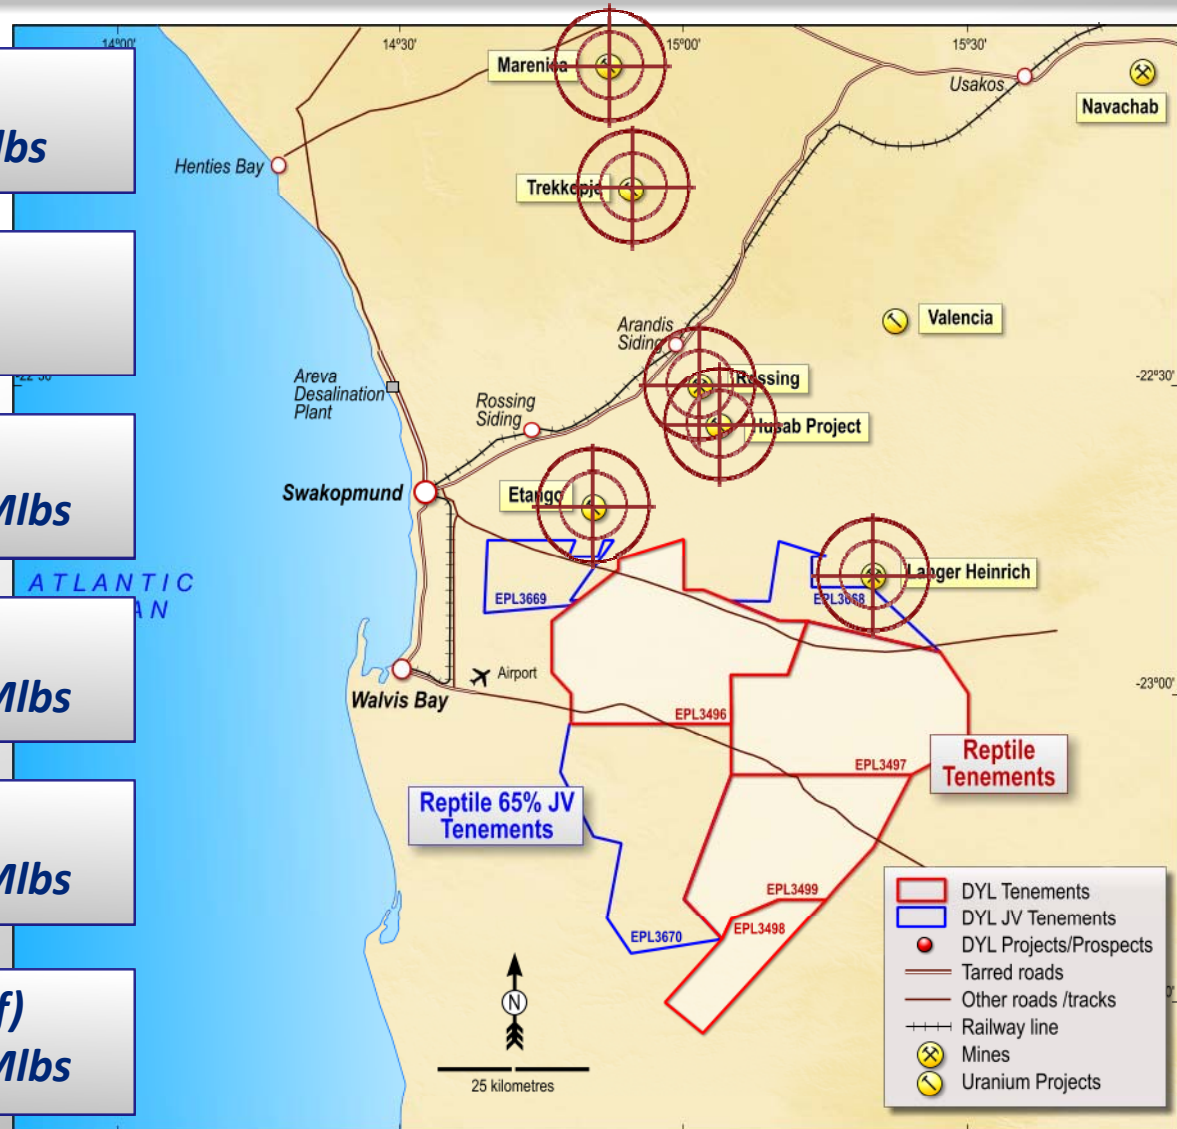 lbs
Mlbs
Mlbs
Mlbs
f)
Mlbs
14°00'
14°30'
15°00'
15°30'
Marenica
Usakos
Navachab
Henties Bay
Trekkopje
Valencia
Arandis
Siding
Areva
Desalination
Plant
-22°30'
Rossing
Rossing
Siding
Husab Project
Swakopmund
Etango
ATLANTIC
AN
Langer Heinrich
EPL3669
EPL3668
Airport
Walvis Bay
-23°00'
EPL3496
EPL3497
Reptile
Tenements
Reptile 65% JV
Tenements
EPL3499
EPL3498
EPL3670
N
25 kilometres
DYL Tenements
DYL JV Tenements
DYL Projects/Prospects
Tarred roads
Other roads /tracks
Railway line
Mines
Uranium Projects